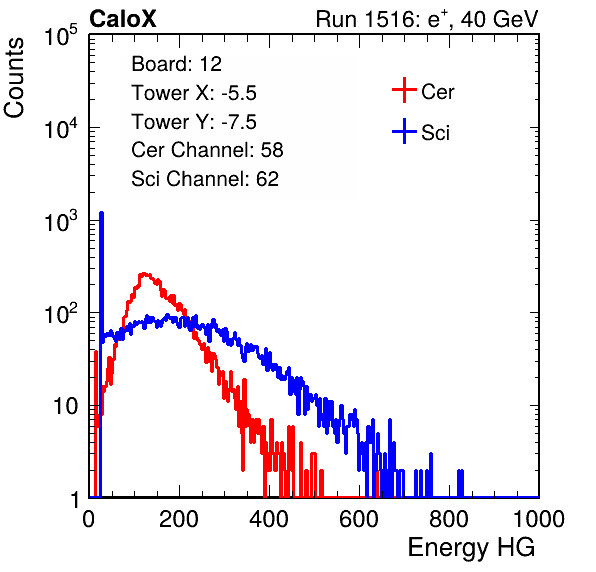 CaloX Run 1516: e⁺, 40 GeV
Counts
10⁵
10⁴
10³
10²
10
1
Board: 12
Tower X: -5.5
Tower Y: -7.5
Cer Channel: 58
Sci Channel: 62
Cer
Sci
0 200 400 600 800 1000
Energy HG